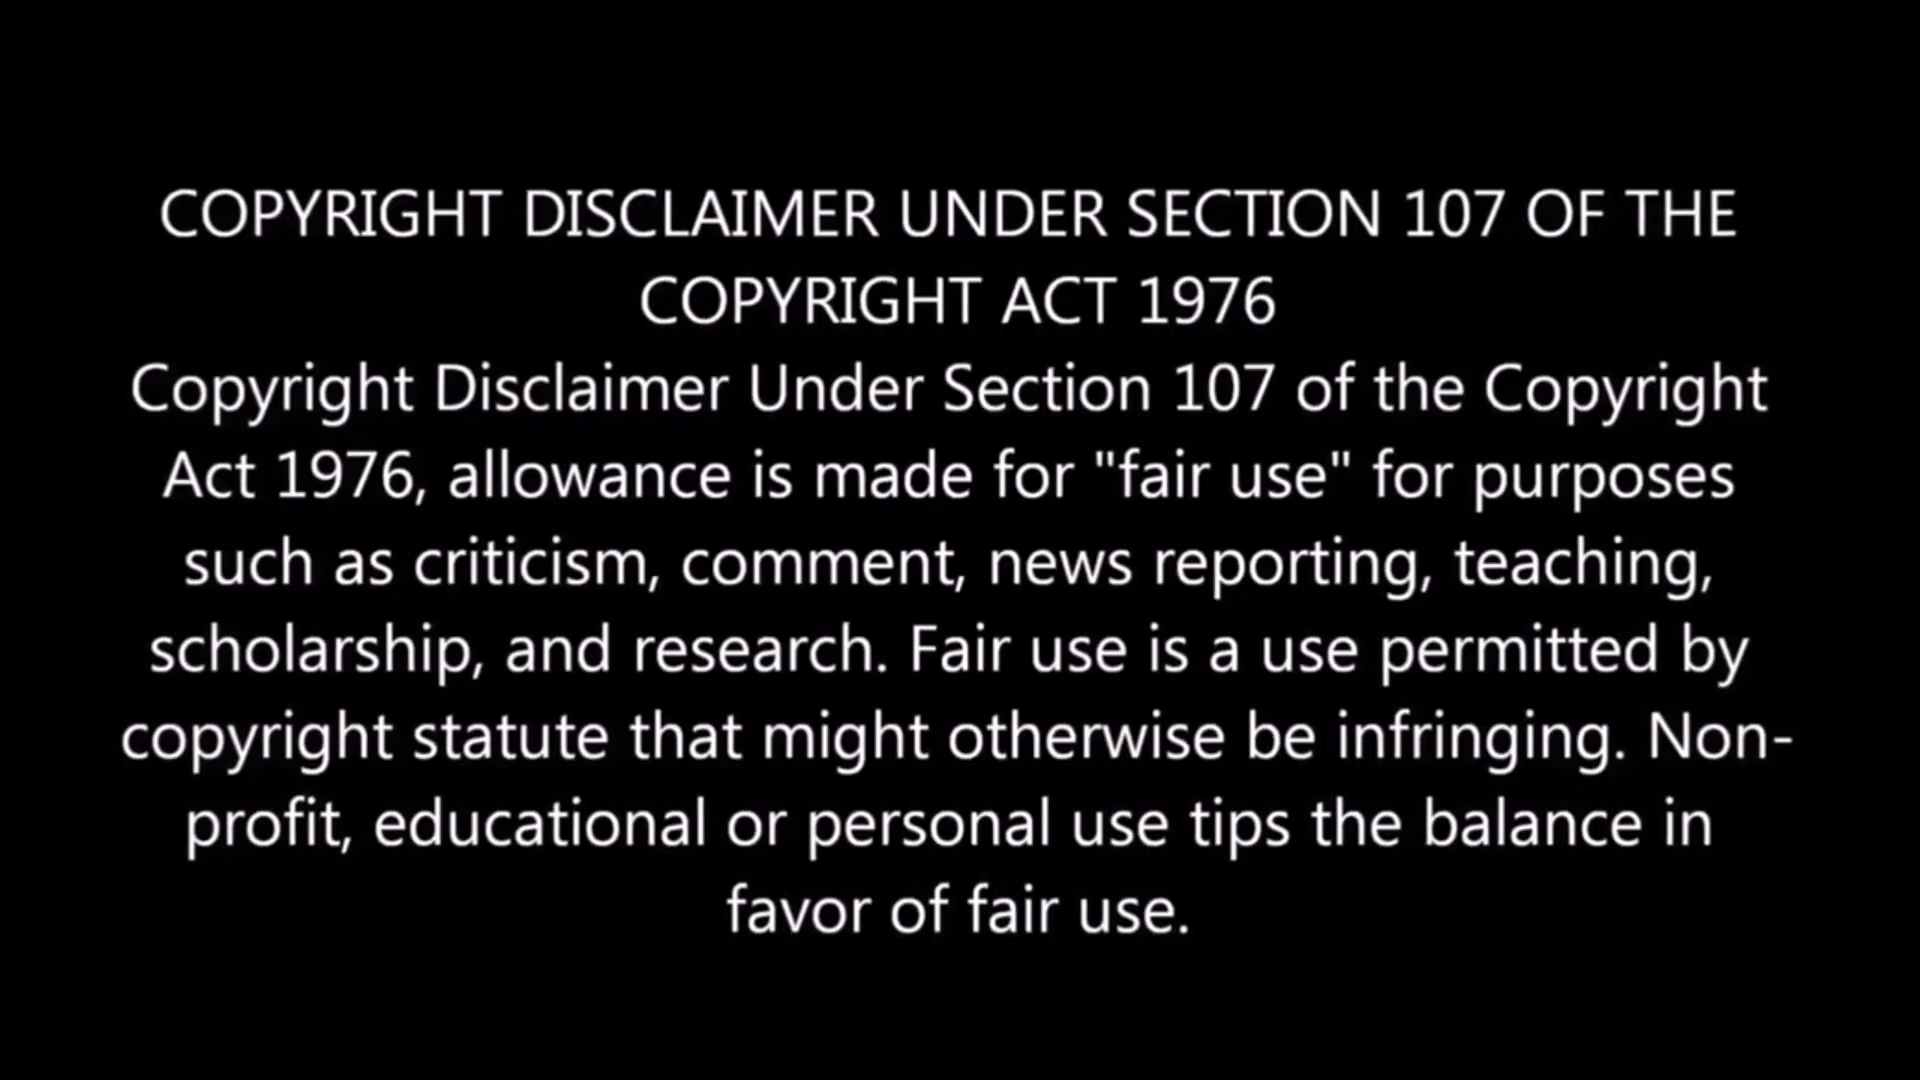 COPYRIGHT DISCLAIMER UNDER SECTION 107 OF THE
COPYRIGHT ACT 1976
Copyright Disclaimer Under Section 107 of the Copyright
Act 1976, allowance is made for "fair use" for purposes
such as criticism, comment, news reporting, teaching,
scholarship, and research. Fair use is a use permitted by
copyright statute that might otherwise be infringing. Non-
profit, educational or personal use tips the balance in
favor of fair use.